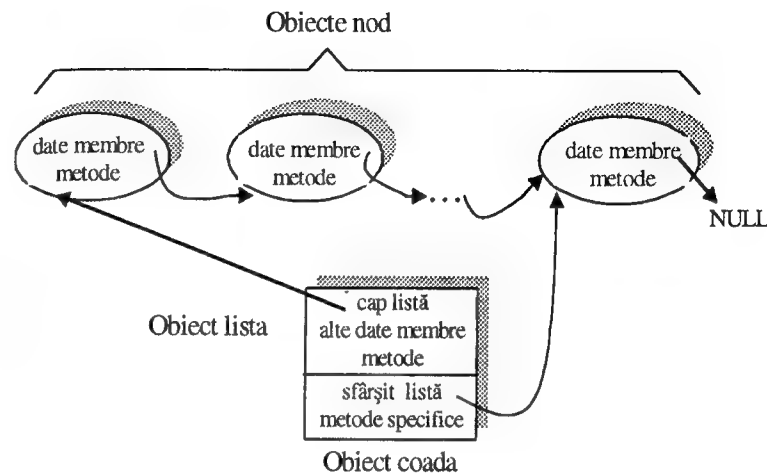 Obiecte nod
date membre
metode
date membre
metode
...
date membre
metode
NULL
Obiect lista
cap listă
alte date membre
metode
sfârşit listă
metode specifice
Obiect coada